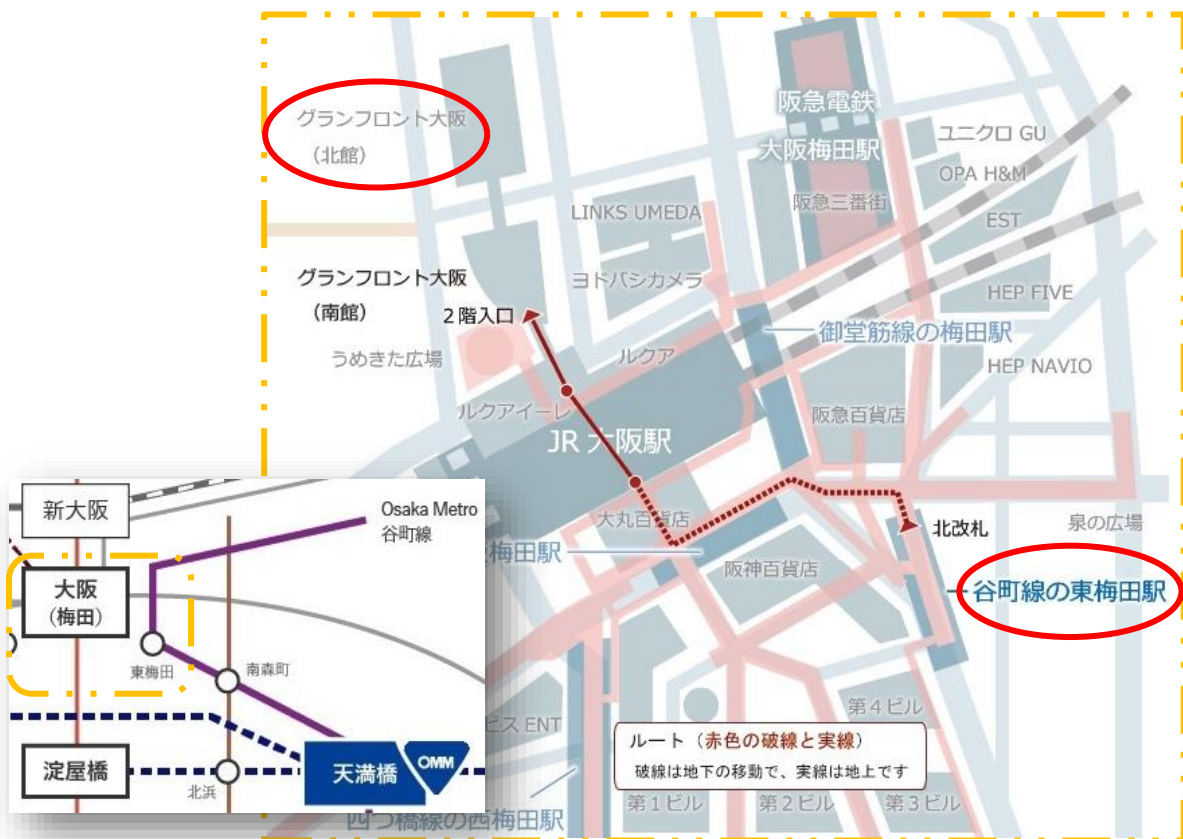 グランフロント大阪
（北館）
阪急電鉄
大阪梅田駅
ユニクロ GU
OPA H&M
阪急三番街
LINKS UMEDA
EST
グランフロント大阪
（南館）
ヨドバシカメラ
HEP FIVE
２階入口
御堂筋線の梅田駅
うめきた広場
ルクア
HEP NAVIO
ルクアイーレ
阪急百貨店
JR 大阪駅
大丸百貨店
北改札
泉の広場
梅田駅
阪神百貨店
谷町線の東梅田駅
新大阪
Osaka Metro
谷町線
大阪
（梅田）
東梅田
南森町
天満橋
OMM
淀屋橋
北浜
第４ビル
ビス ENT
ルート（赤色の破線と実線）
破線は地下の移動で、実線は地上です
第１ビル
第２ビル
第３ビル
四つ橋線の西梅田駅